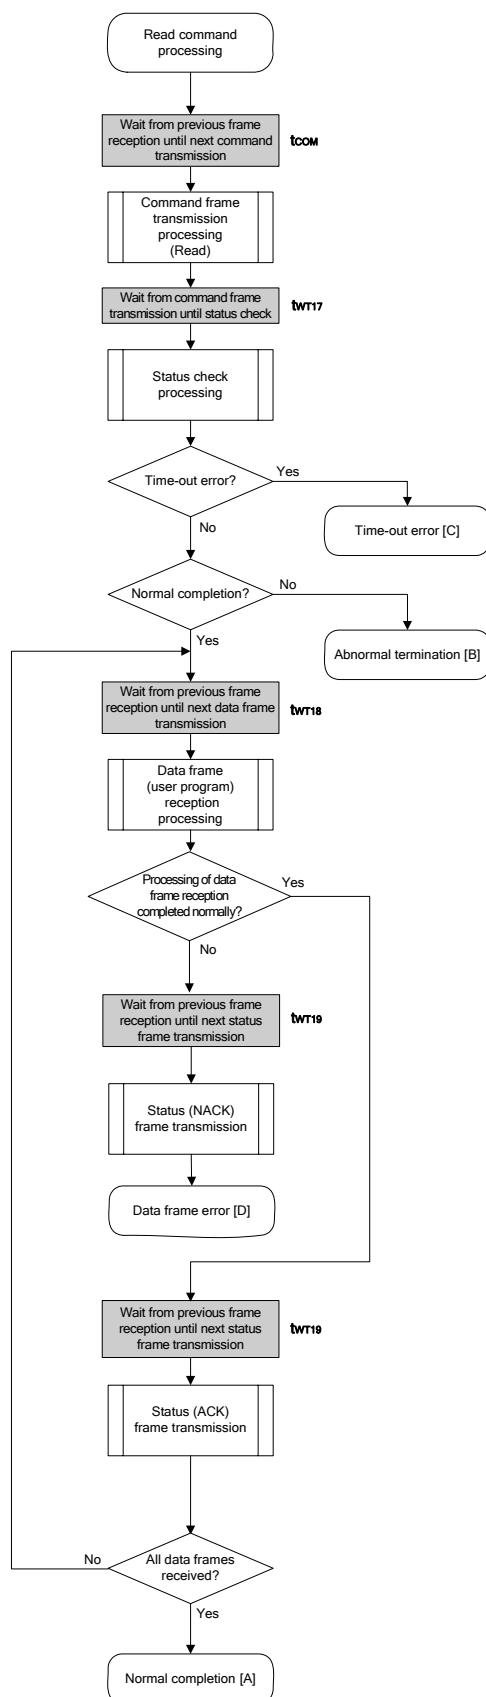 Read command
processing
Wait from previous frame
reception until next command
transmission
tCOM
Command frame
transmission
processing
(Read)
Wait from command frame
transmission until status check
tWT17
Status check
processing
Time-out error?
Yes
No
Time-out error [C]
Normal completion?
No
Yes
Abnormal termination [B]
Wait from previous frame
reception until next data frame
transmission
tWT18
Data frame
(user program)
reception
processing
Processing of data
frame reception
completed normally?
Yes
No
Wait from previous frame
reception until next status
frame transmission
tWT19
Status (NACK)
frame transmission
Data frame error [D]
Wait from previous frame
reception until next status
frame transmission
tWT19
Status (ACK)
frame transmission
All data frames
received?
No
Yes
Normal completion [A]